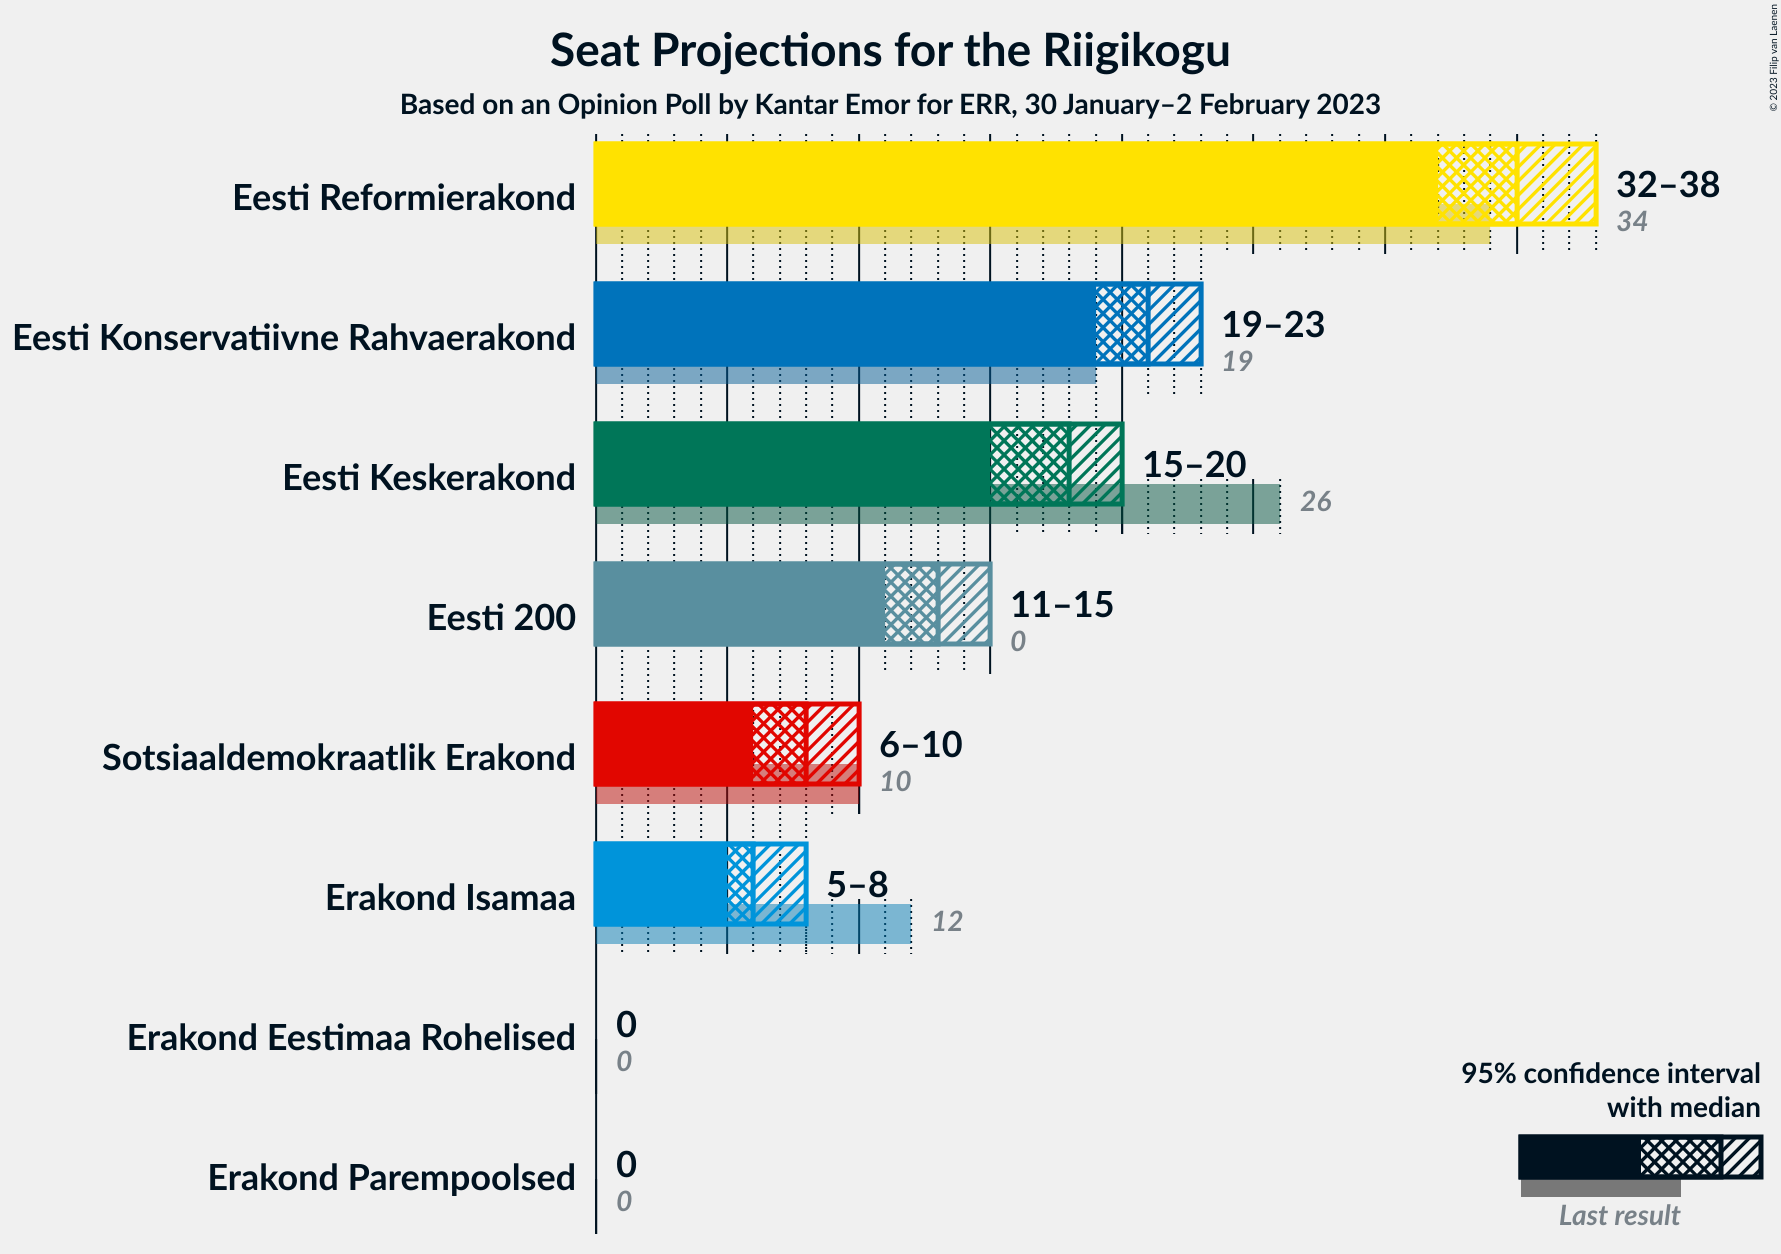 Seat Projections for the Riigikogu
Based on an Opinion Poll by Kantar Emor for ERR, 30 January–2 February 2023
© 2023 Filip van Laenen
Eesti Reformierakond
32–38
34
Eesti Konservatiivne Rahvaerakond
19–23
19
Eesti Keskerakond
15–20
26
Eesti 200
11–15
0
Sotsiaaldemokraatlik Erakond
6–10
10
Erakond Isamaa
5–8
12
Erakond Eestimaa Rohelised
0
0
Erakond Parempoolsed
0
0
95% confidence interval
with median
Last result